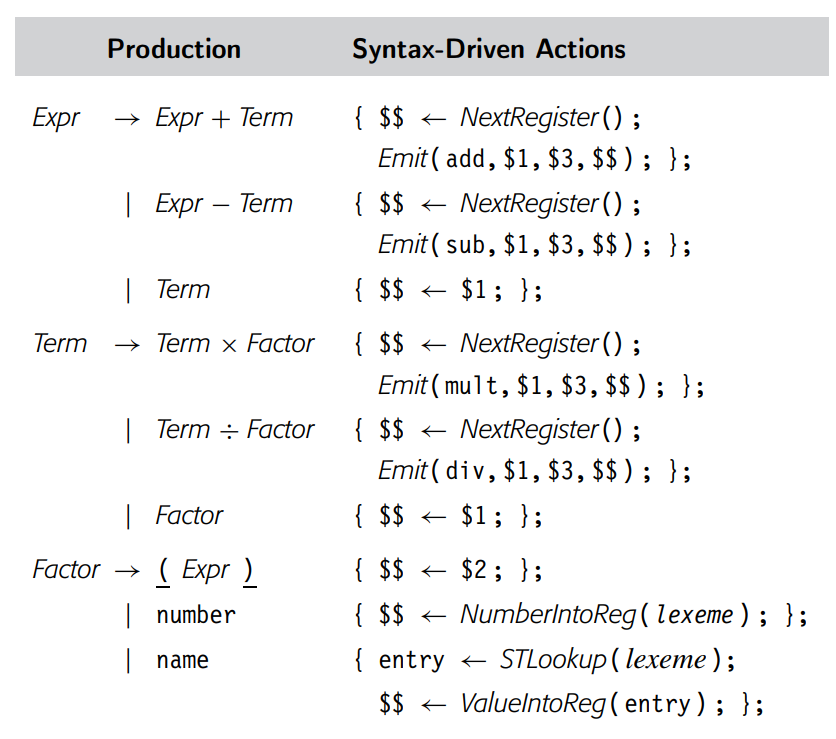 Production Syntax-Driven Actions
Expr → Expr + Term { $$ ← NextRegister();
Emit(add,$1,$3,$$); };
| Expr − Term { $$ ← NextRegister();
Emit(sub,$1,$3,$$); };
| Term { $$ ← $1; };
Term → Term × Factor { $$ ← NextRegister();
Emit(mult,$1,$3,$$); };
| Term ÷ Factor { $$ ← NextRegister();
Emit(div,$1,$3,$$); };
| Factor { $$ ← $1; };
Factor → ( Expr ) { $$ ← $2; };
| number { $$ ← NumberIntoReg(lexeme); };
| name { entry ← STLookup(lexeme);
$$ ← ValueIntoReg(entry); };